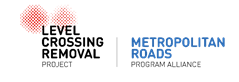 LEVEL
CROSSING
REMOVAL
PROJECT
METROPOLITAN
ROADS
PROGRAM ALLIANCE